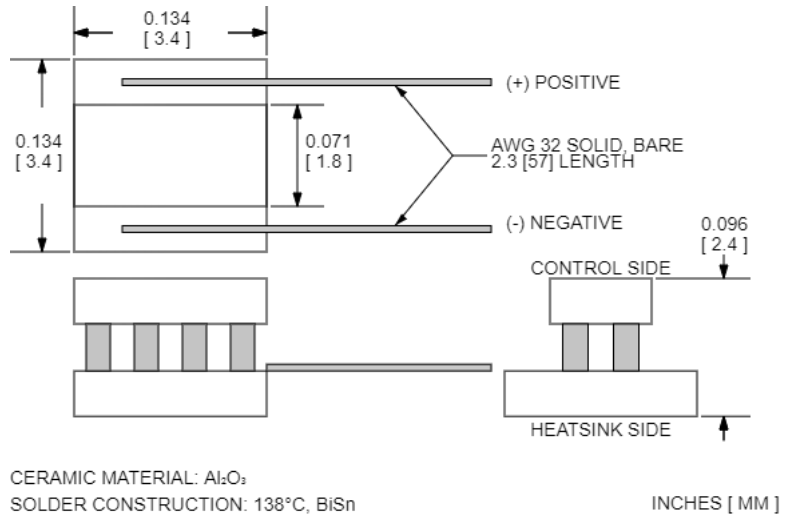 0.134
[ 3.4 ]
(+) POSITIVE
0.134
[ 3.4 ]
0.071
[ 1.8 ]
AWG 32 SOLID, BARE
2.3 [57] LENGTH
(-) NEGATIVE
0.096
[ 2.4 ]
CONTROL SIDE
HEATSINK SIDE
CERAMIC MATERIAL: Al₂O₃
SOLDER CONSTRUCTION: 138°C, BiSn
INCHES [ MM ]